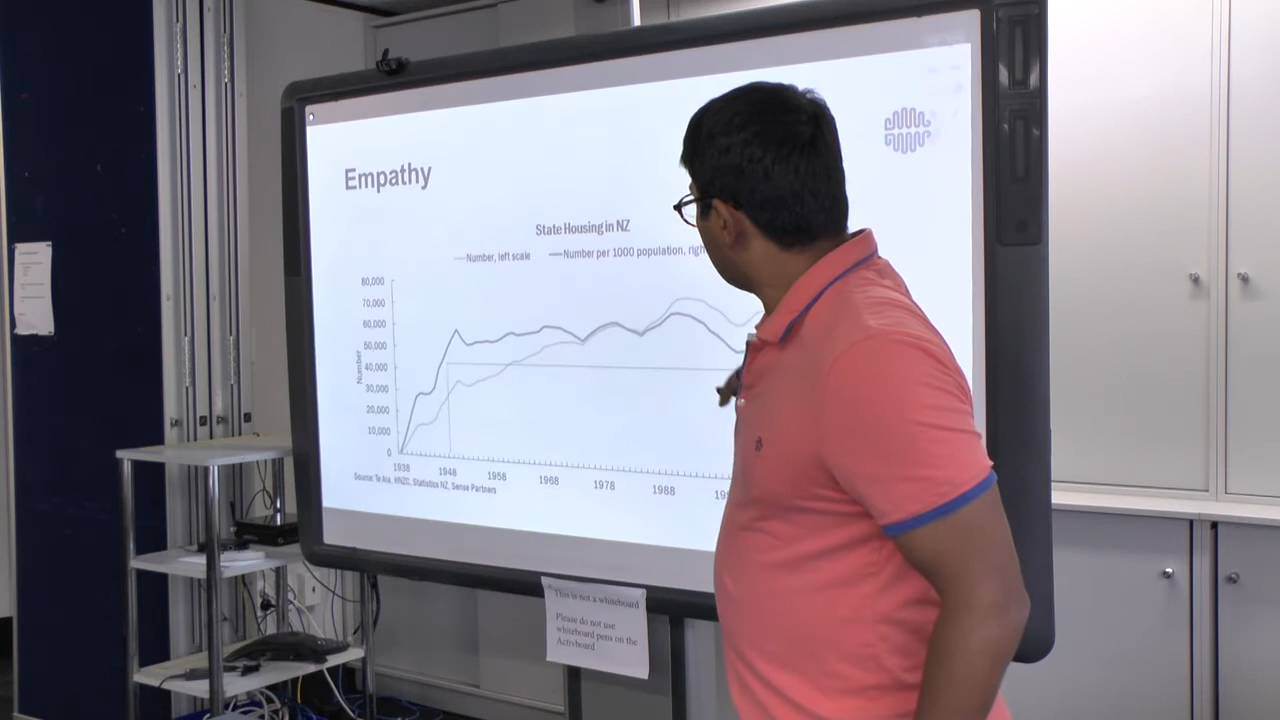 Empathy
State Housing in NZ
Number, left scale
Number per 1000 population, righ
80,000
70,000
60,000
50,000
40,000
30,000
20,000
10,000
0
Number
1938
1948
1958
1968
1978
1988
Source: Te Ara, HNZC, Statistics NZ, Sense Partners
This is not a whiteboard
Please do not use
whiteboard pens on the
Activboard